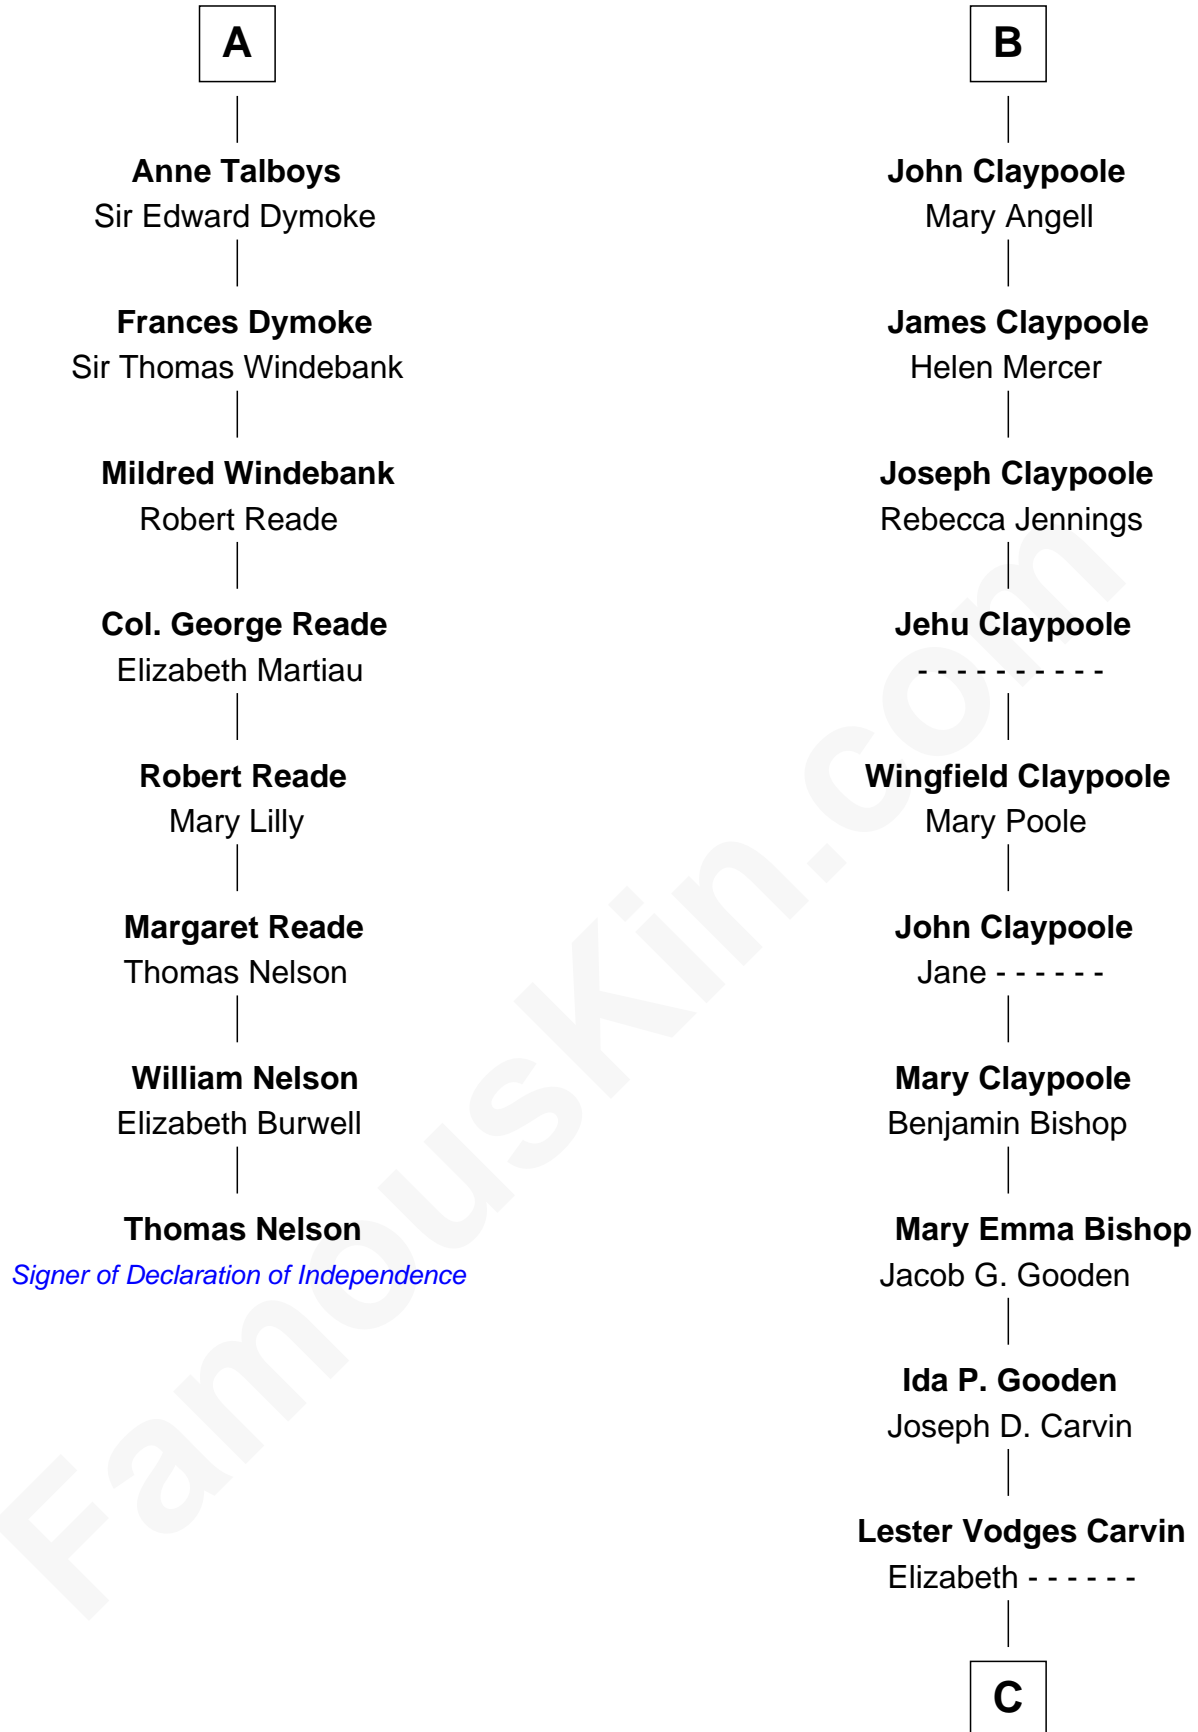 A
Anne Talboys
Sir Edward Dymoke
Frances Dymoke
Sir Thomas Windebank
Mildred Windebank
Robert Reade
Col. George Reade
Elizabeth Martiau
Robert Reade
Mary Lilly
Margaret Reade
Thomas Nelson
William Nelson
Elizabeth Burwell
Thomas Nelson
Signer of Declaration of Independence
B
John Claypoole
Mary Angell
James Claypoole
Helen Mercer
Joseph Claypoole
Rebecca Jennings
Jehu Claypoole
- - - - - - - - - -
Wingfield Claypoole
Mary Poole
John Claypoole
Jane - - - - - -
Mary Claypoole
Benjamin Bishop
Mary Emma Bishop
Jacob G. Gooden
Ida P. Gooden
Joseph D. Carvin
Lester Vodges Carvin
Elizabeth - - - - - -
C
FamousKin.com